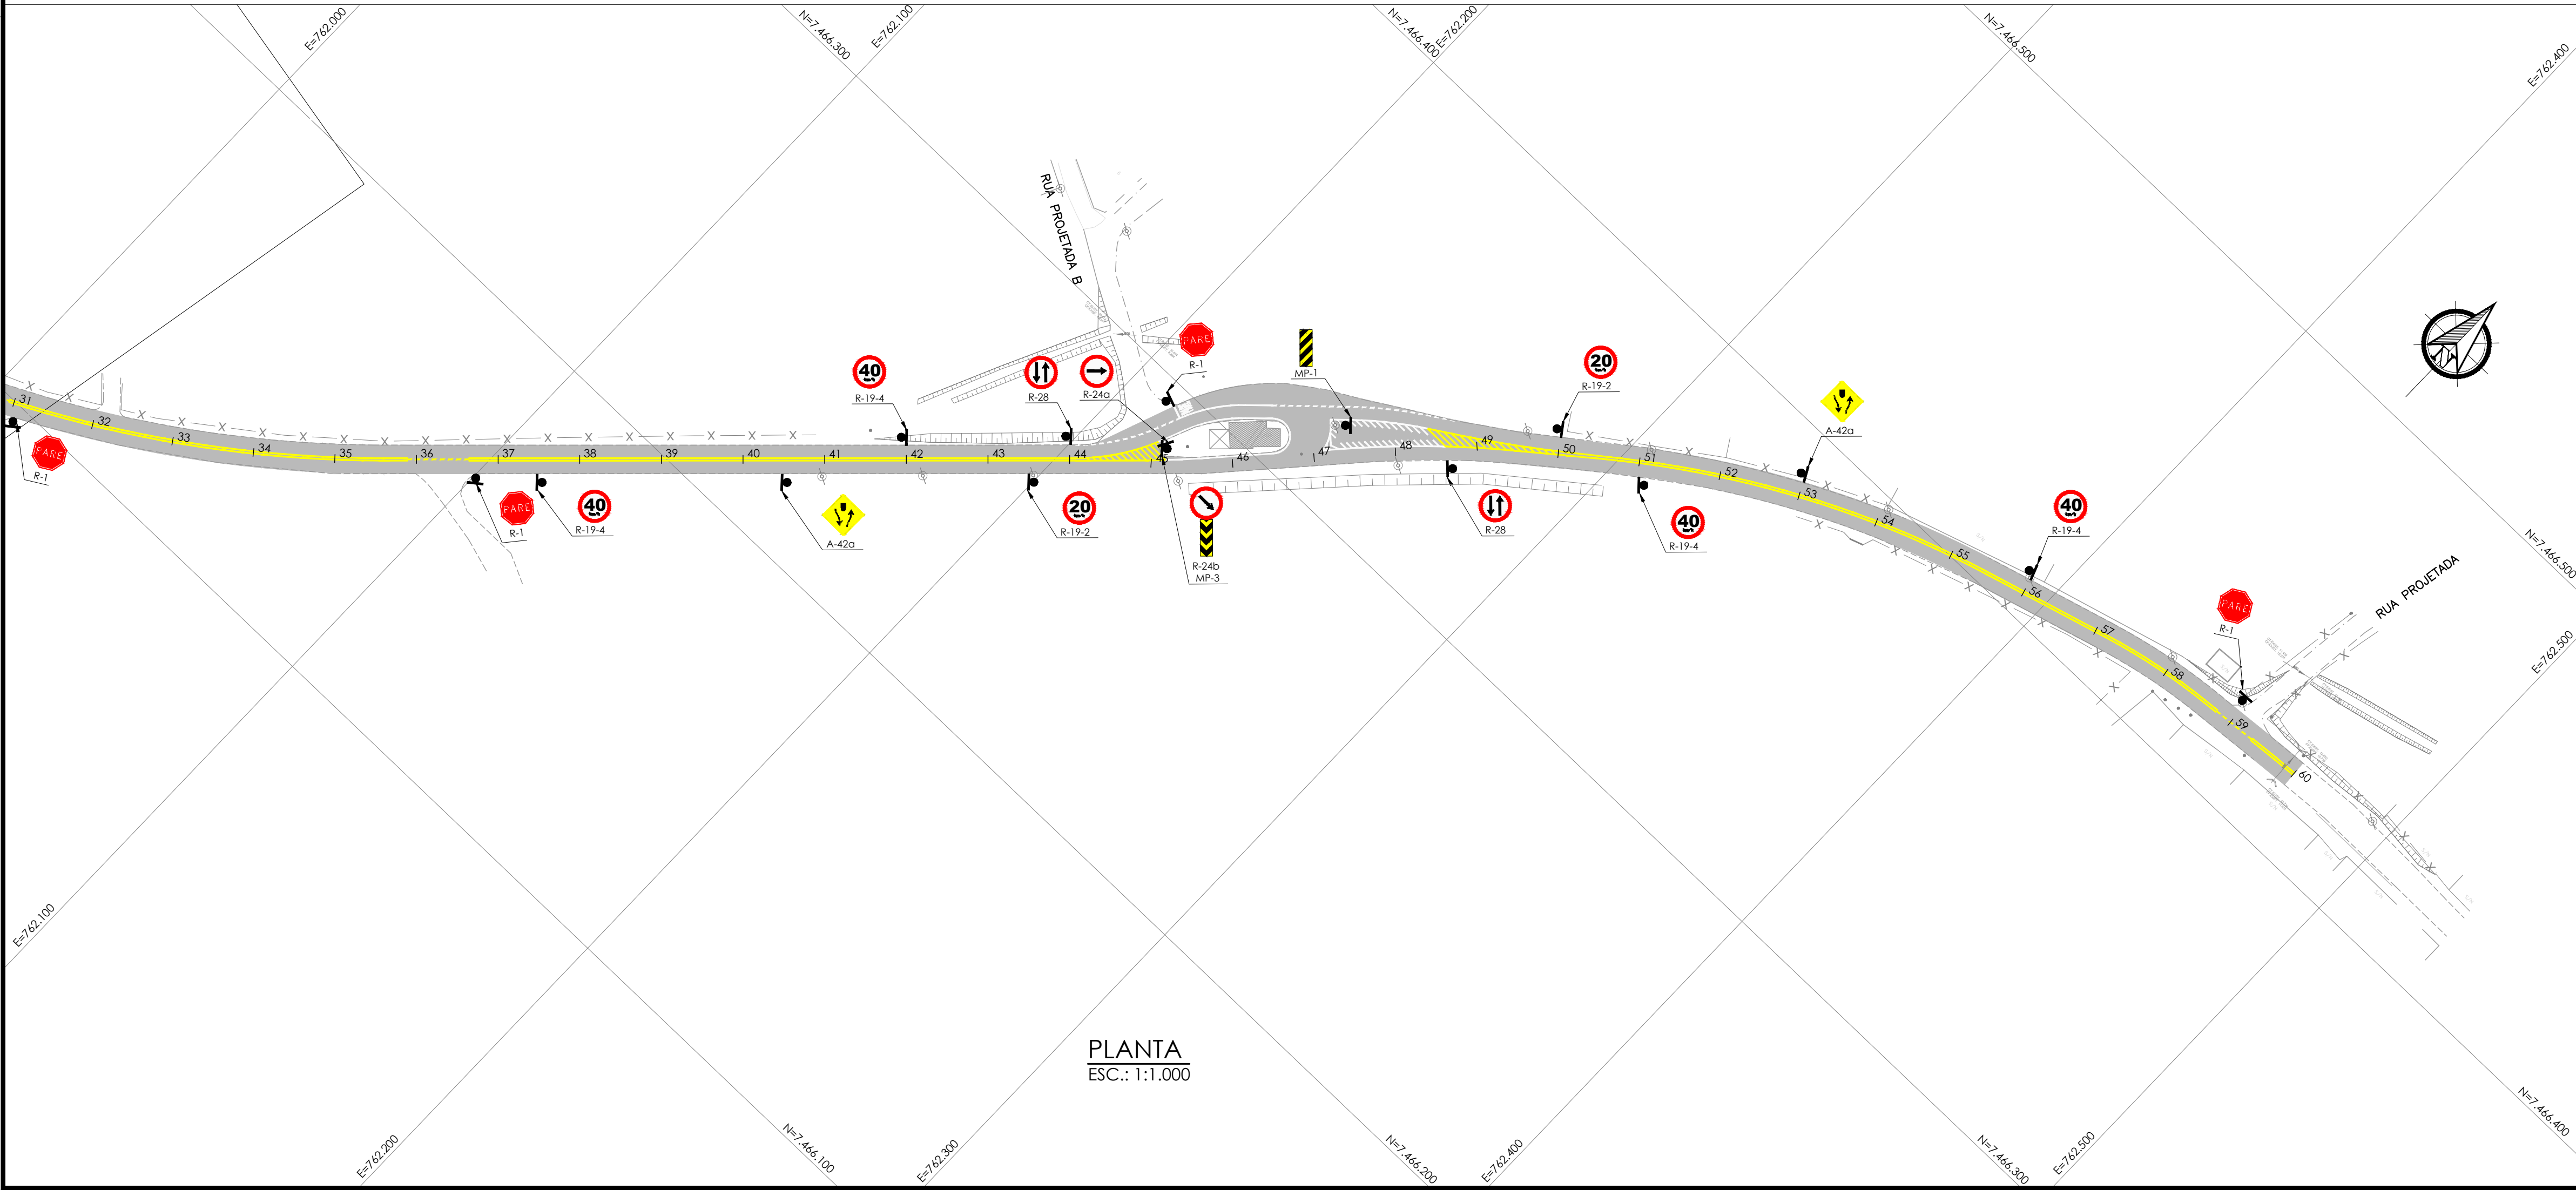 E=762.000
N=7.466.300
E=762.100
N=7.466.400
E=762.200
N=7.466.500
E=762.400
RUA PROJETADA B
PARE
R-1
MP-1
40
R-19-4
R-28
R-24a
20
R-19-2
A-42a
31
32
33
34
35
36
37
38
39
40
41
42
43
44
45
46
47
48
49
50
51
52
53
54
55
56
57
58
59
60
PARE
R-1
PARE
R-1
40
R-19-4
A-42a
20
R-19-2
R-24b
MP-3
R-28
40
R-19-4
40
R-19-4
PARE
R-1
RUA PROJETADA
N
N=7.466.500
E=762.500
E=762.100
PLANTA
ESC.: 1:1.000
E=762.200
N=7.466.100
E=762.300
N=7.466.200
E=762.400
N=7.466.300
E=762.500
N=7.466.400